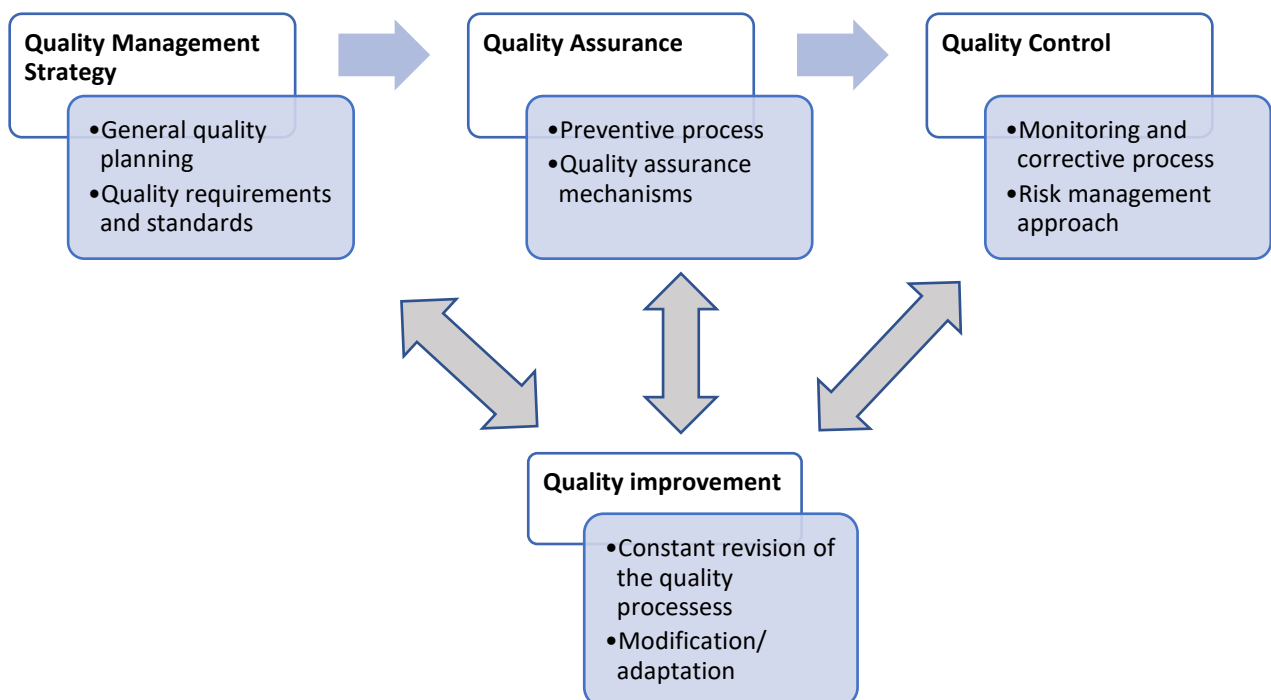 Quality Management
Strategy
•General quality
planning
•Quality requirements
and standards
Quality Assurance
•Preventive process
•Quality assurance
mechanisms
Quality Control
•Monitoring and
corrective process
•Risk management
approach
Quality improvement
•Constant revision of
the quality
processess
•Modification/
adaptation